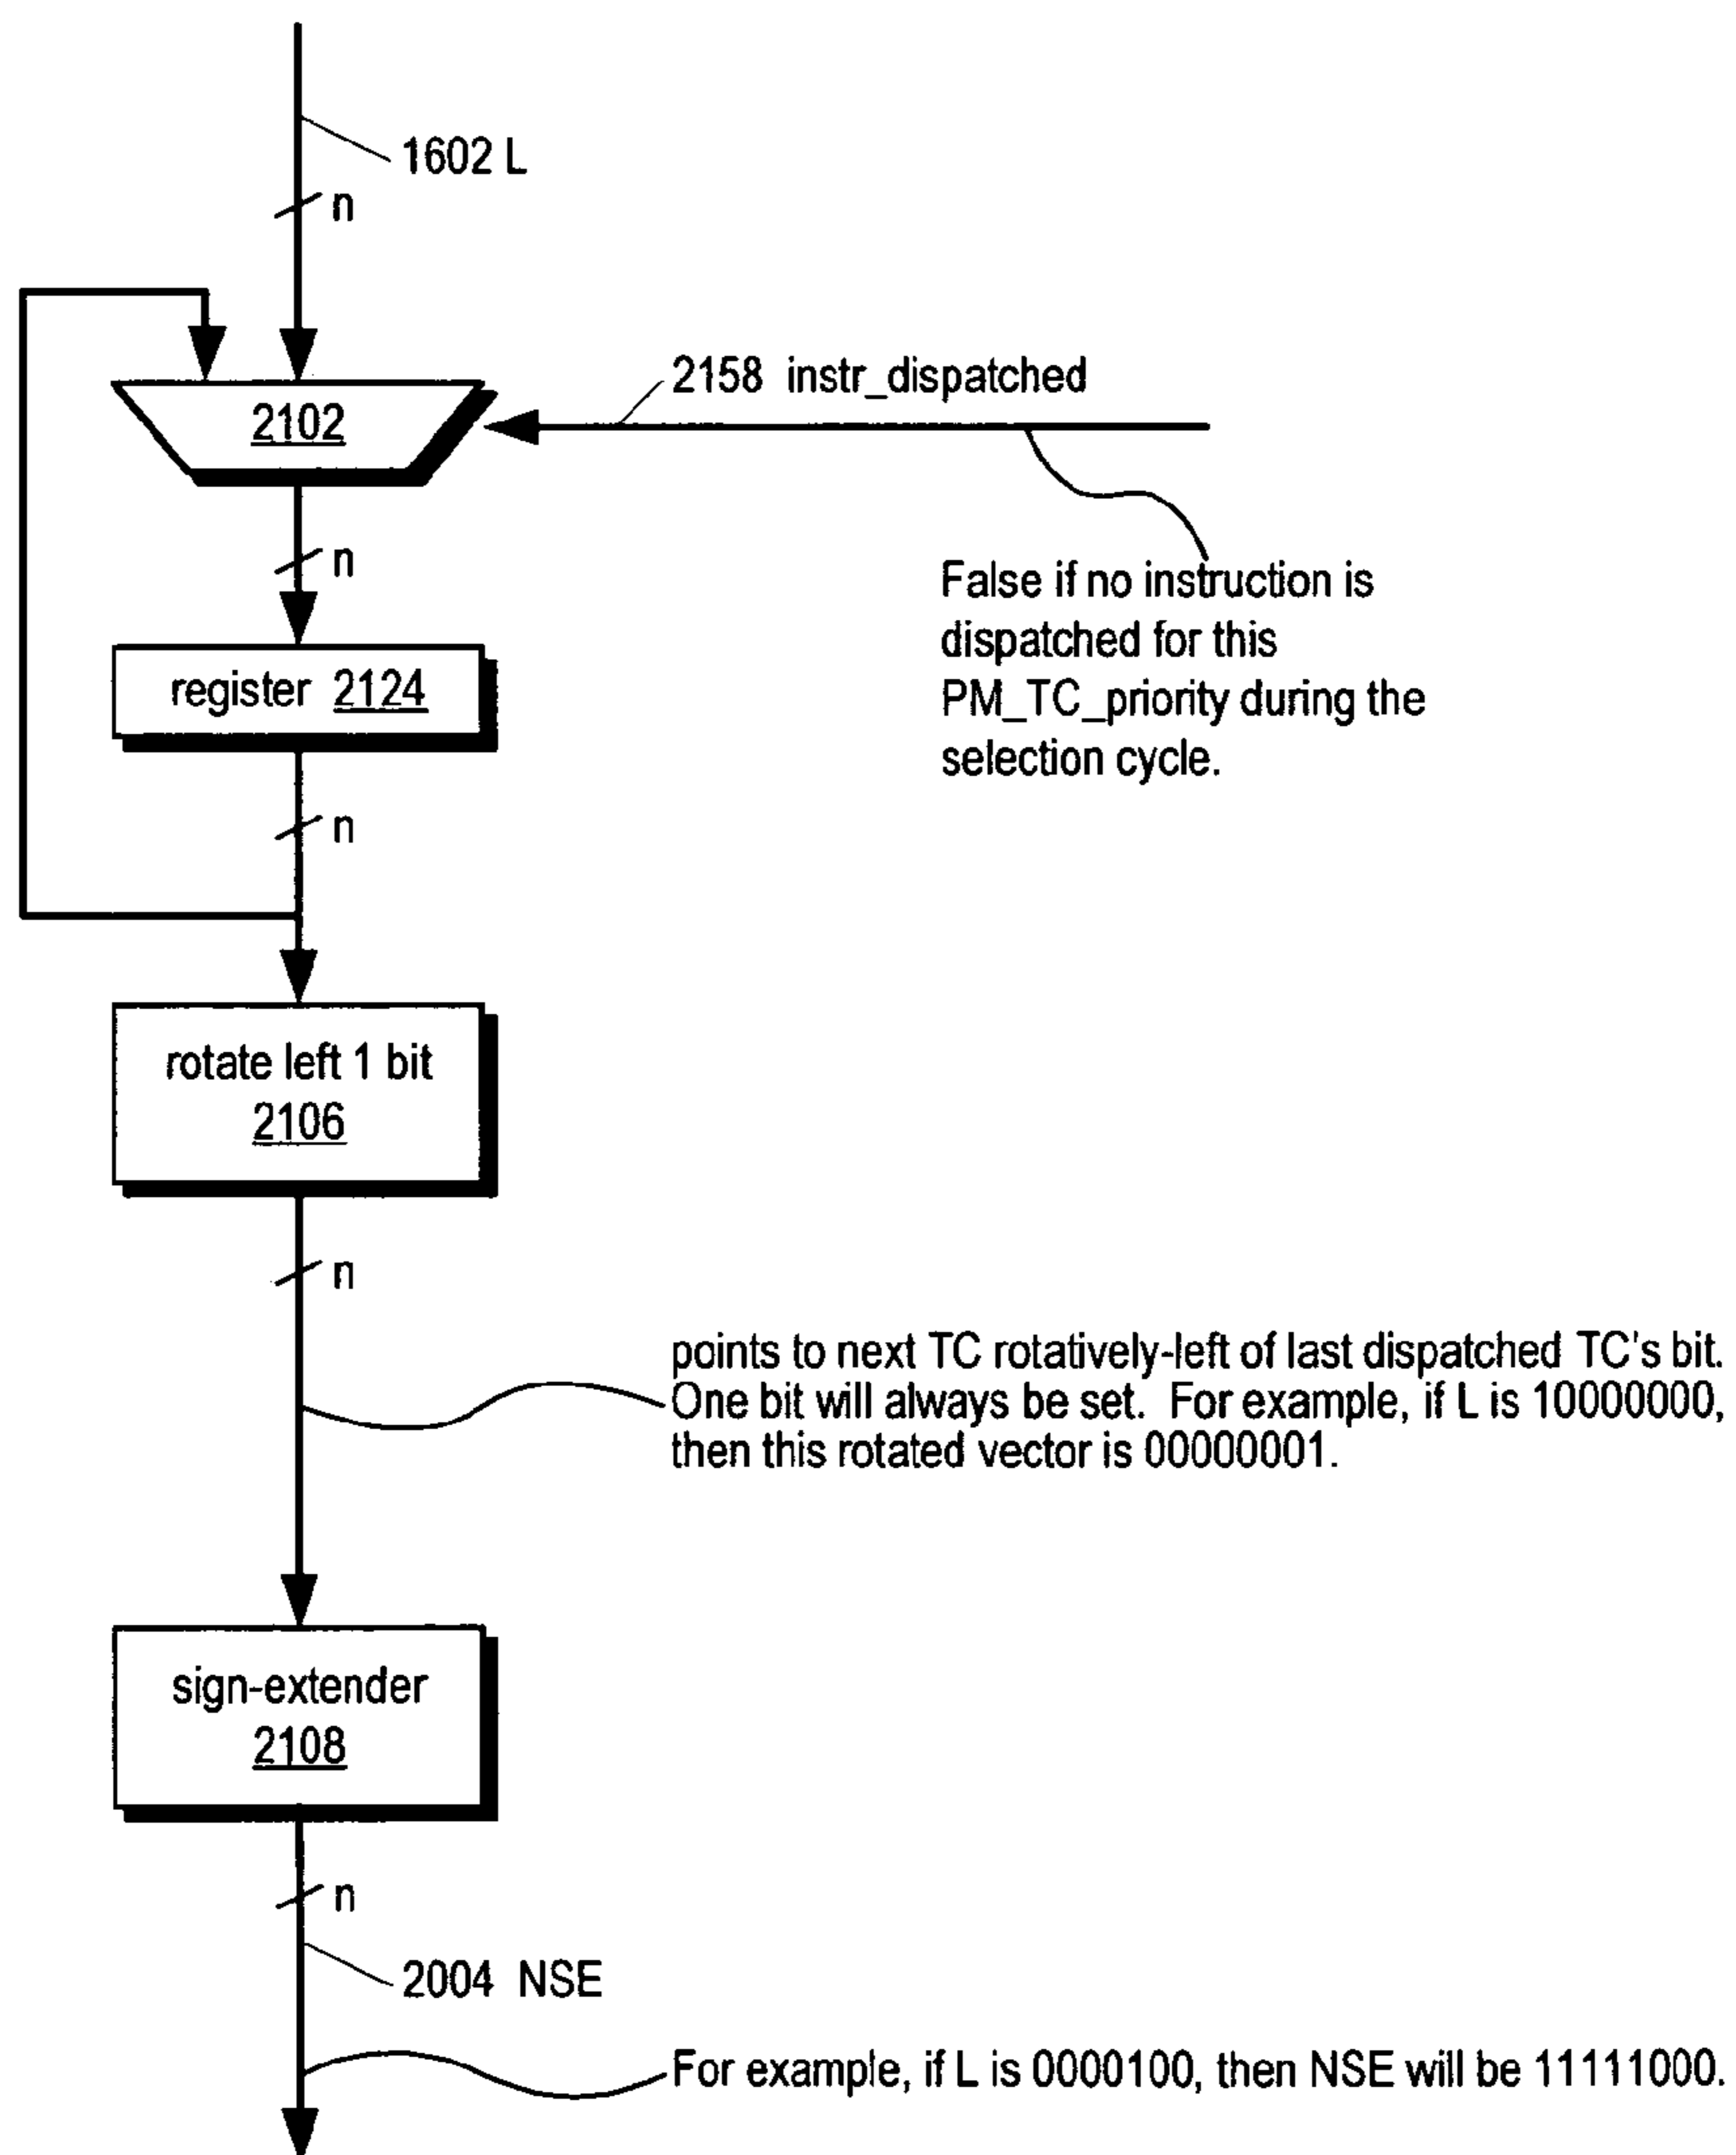 1602 L
n
2158 instr_dispatched
2102
n
False if no instruction is
dispatched for this
PM_TC_priority during the
selection cycle.
register 2124
n
rotate left 1 bit
2106
n
points to next TC rotatively-left of last dispatched TC's bit.
One bit will always be set. For example, if L is 10000000,
then this rotated vector is 00000001.
sign-extender
2108
n
2004 NSE
For example, if L is 0000100, then NSE will be 11111000.